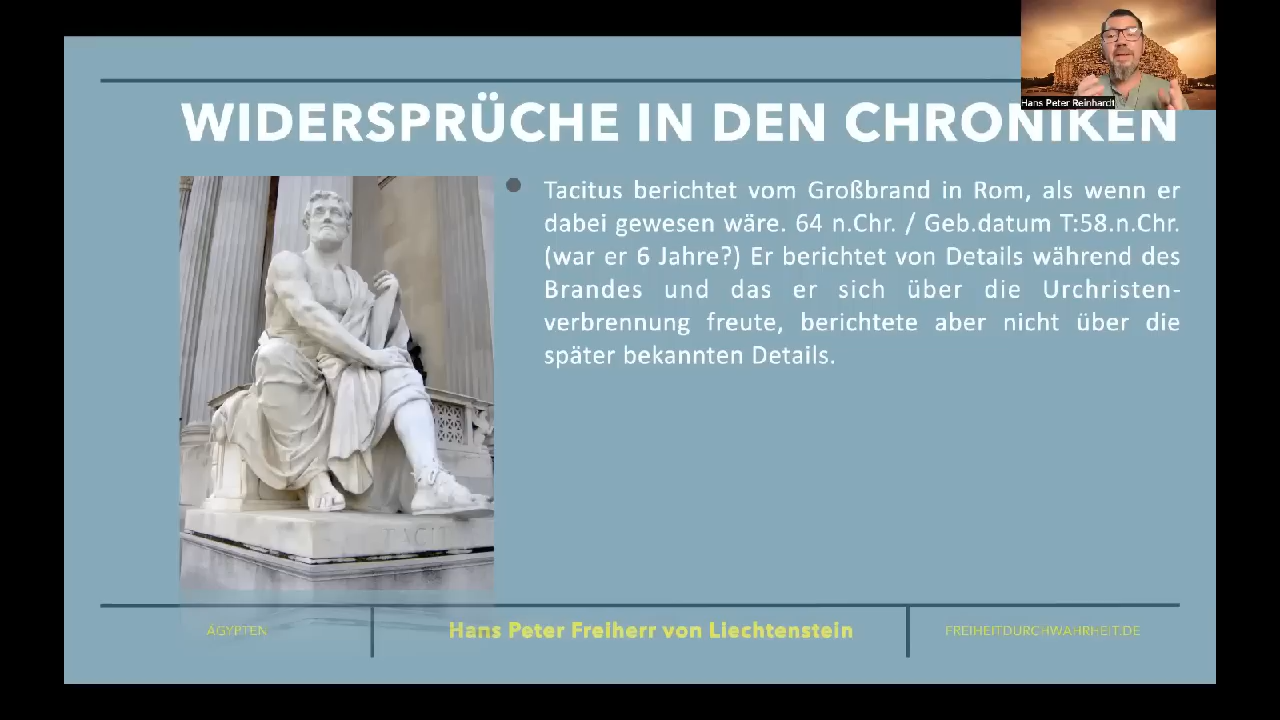 Hans Peter Reinhardt
WIDERSPRÜCHE IN DEN CHRONIKEN
Tacitus berichtet vom Großbrand in Rom, als wenn er
dabei gewesen wäre. 64 n.Chr. / Geb.datum T:58.n.Chr.
(war er 6 Jahre?) Er berichtet von Details während des
Brandes und das er sich über die Urchristen-
verbrennung freute, berichtete aber nicht über die
später bekannten Details.
TACIT
ÄGYPTEN
Hans Peter Freiherr von Liechtenstein
FREIHEITDURCHWAHRHEIT.DE